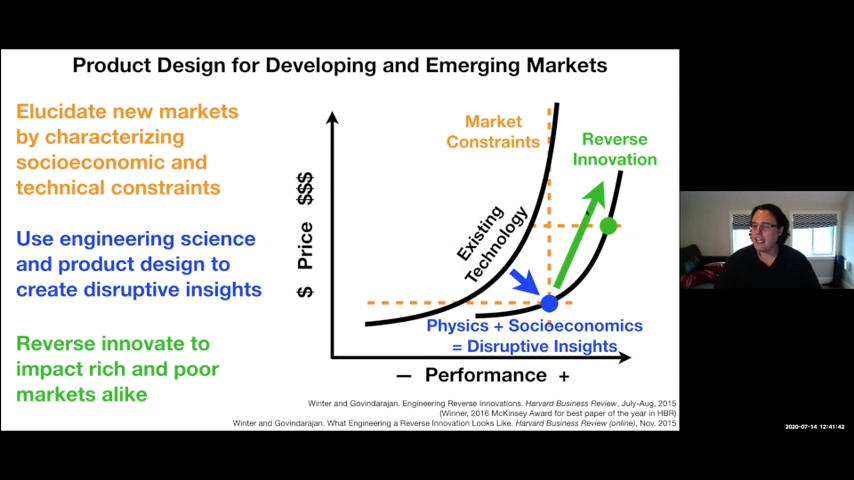 Product Design for Developing and Emerging Markets
Elucidate new markets
by characterizing
socioeconomic and
technical constraints
Use engineering science
and product design to
create disruptive insights
Reverse innovate to
impact rich and poor
markets alike
$ Price $$$
Market
Constraints
Reverse
Innovation
Existing
Technology
Physics + Socioeconomics
= Disruptive Insights
— Performance +
Winter and Govindarajan. Engineering Reverse Innovations. Harvard Business Review, July-Aug, 2015
(Winner, 2016 McKinsey Award for best paper of the year in HBR)
Winter and Govindarajan. What Engineering a Reverse Innovation Looks Like. Harvard Business Review (online), Nov. 2015
2020-07-14 12:41:42